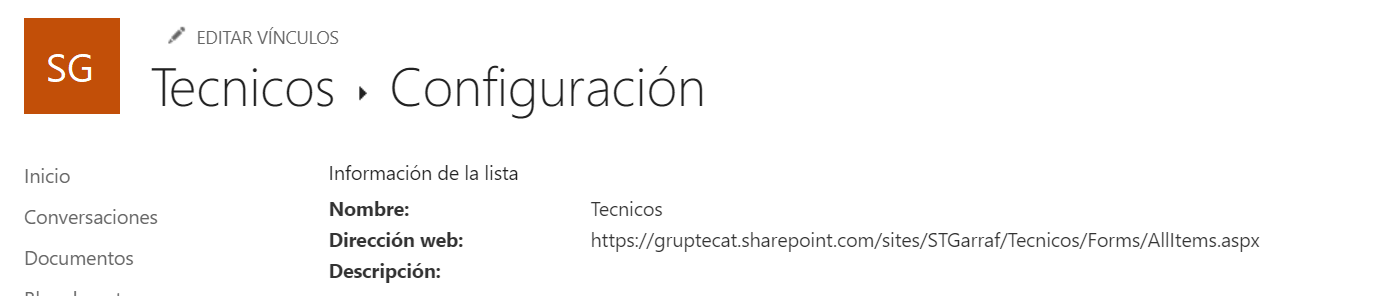 SG
EDITAR VÍNCULOS
Tecnicos ▸ Configuración
Inicio
Conversaciones
Documentos
Información de la lista
Nombre: Tecnicos
Dirección web: https://gruptecat.sharepoint.com/sites/STGarraf/Tecnicos/Forms/AllItems.aspx
Descripción: